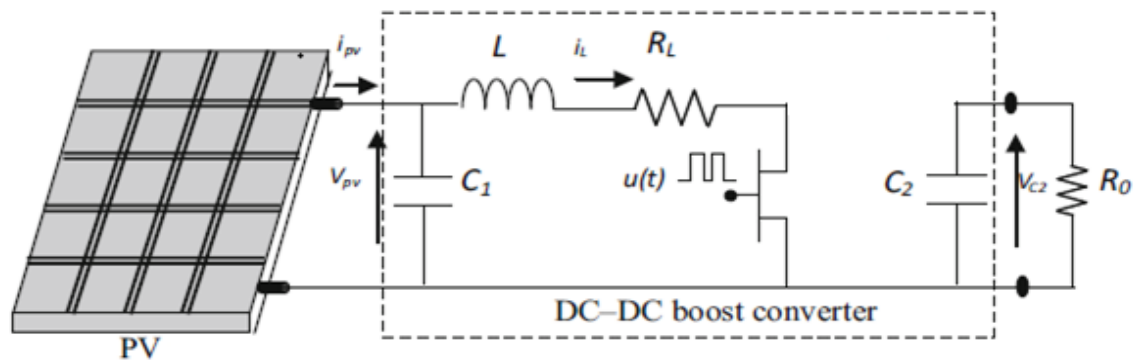 i_pv
L
i_L
R_L
V_pv
C_1
u(t)
C_2
V_C2
R_0
DC–DC boost converter
PV